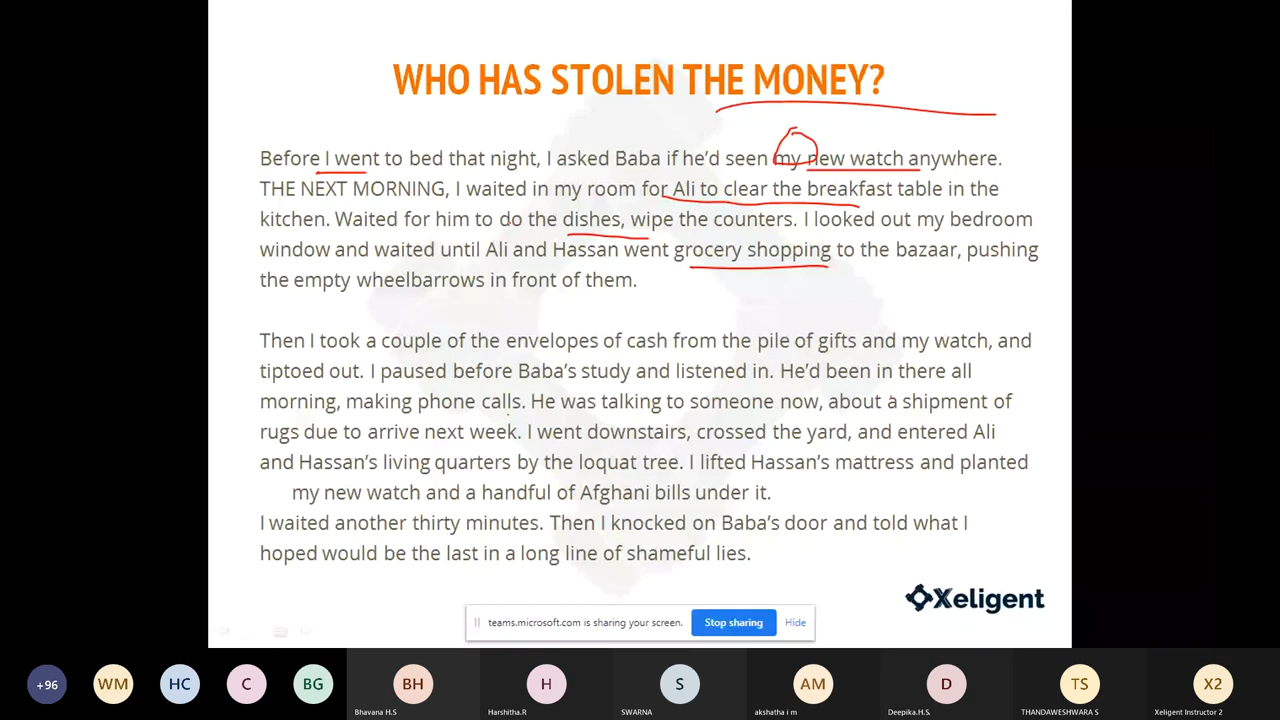 WHO HAS STOLEN THE MONEY?
Before I went to bed that night, I asked Baba if he'd seen my new watch anywhere.
THE NEXT MORNING, I waited in my room for Ali to clear the breakfast table in the
kitchen. Waited for him to do the dishes, wipe the counters. I looked out my bedroom
window and waited until Ali and Hassan went grocery shopping to the bazaar, pushing
the empty wheelbarrows in front of them.
Then I took a couple of the envelopes of cash from the pile of gifts and my watch, and
tiptoed out. I paused before Baba's study and listened in. He'd been in there all
morning, making phone calls. He was talking to someone now, about a shipment of
rugs due to arrive next week. I went downstairs, crossed the yard, and entered Ali
and Hassan's living quarters by the loquat tree. I lifted Hassan's mattress and planted
my new watch and a handful of Afghani bills under it.
I waited another thirty minutes. Then I knocked on Baba's door and told what I
hoped would be the last in a long line of shameful lies.
Xeligent
teams.microsoft.com is sharing your screen. Stop sharing Hide
+96 WM HC C BG BH H S AM D TS X2
Bhavana H.S Harshitha.R SWARNA akshatha i m Deepika.H.S. THANDAWESHWARA S Xeligent Instructor 2